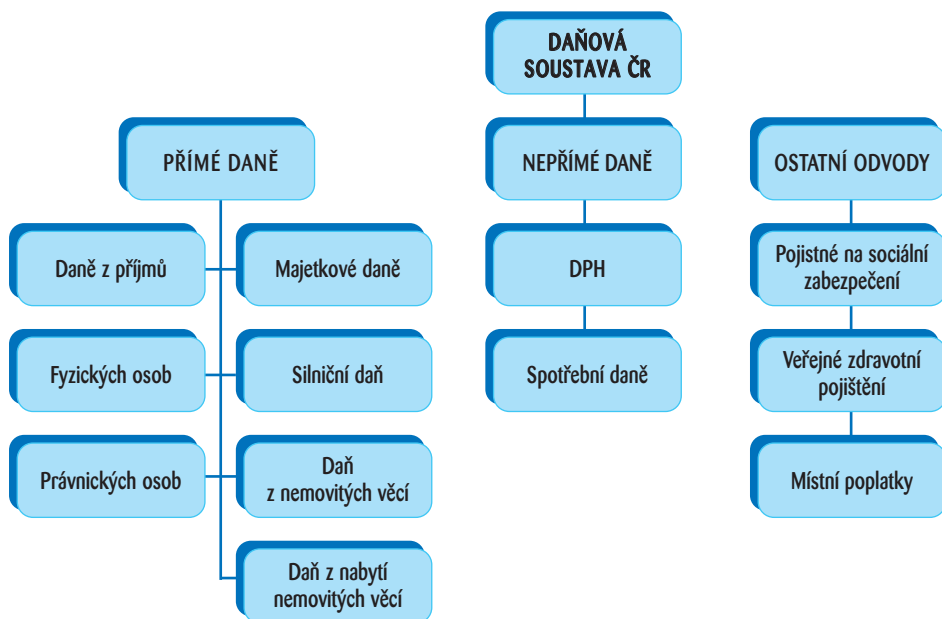 DAŇOVÁ
SOUSTAVA ČR
PŘÍMÉ DANĚ
NEPŘÍMÉ DANĚ
OSTATNÍ ODVODY
Daně z příjmů
Majetkové daně
DPH
Pojistné na sociální
zabezpečení
Fyzických osob
Silniční daň
Spotřební daně
Veřejné zdravotní
pojištění
Právnických osob
Daň
z nemovitých věcí
Místní poplatky
Daň z nabytí
nemovitých věcí